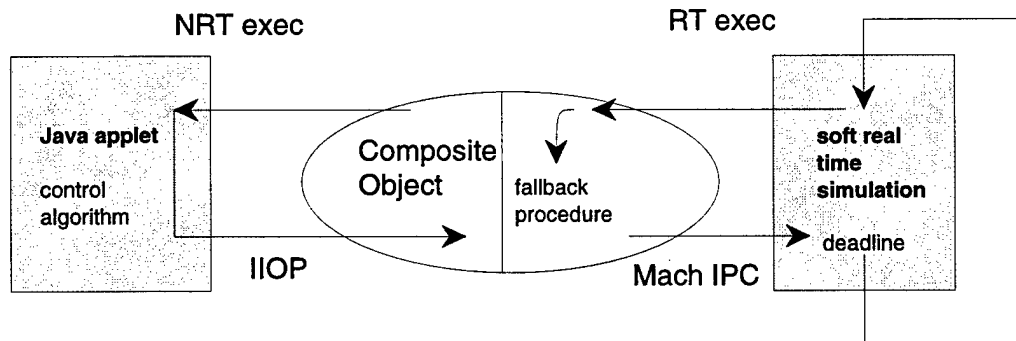 NRT exec
RT exec
Java applet
control
algorithm
Composite
Object
fallback
procedure
soft real
time
simulation
deadline
IIOP
Mach IPC